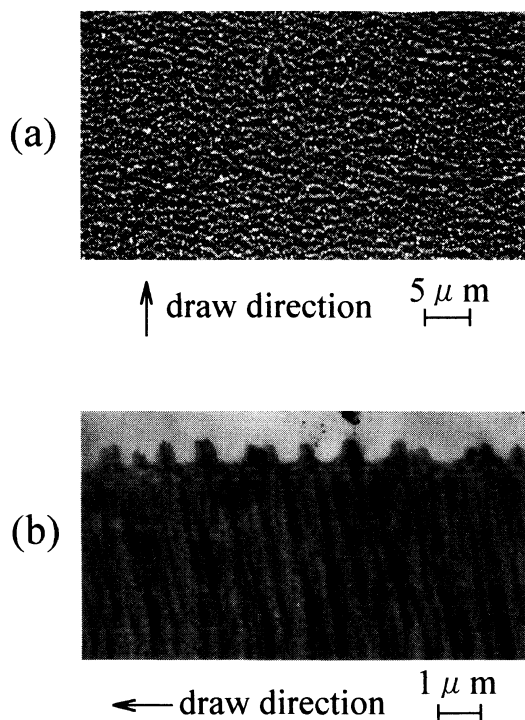 (a)
↑ draw direction 5 μ m
(b)
← draw direction 1 μ m